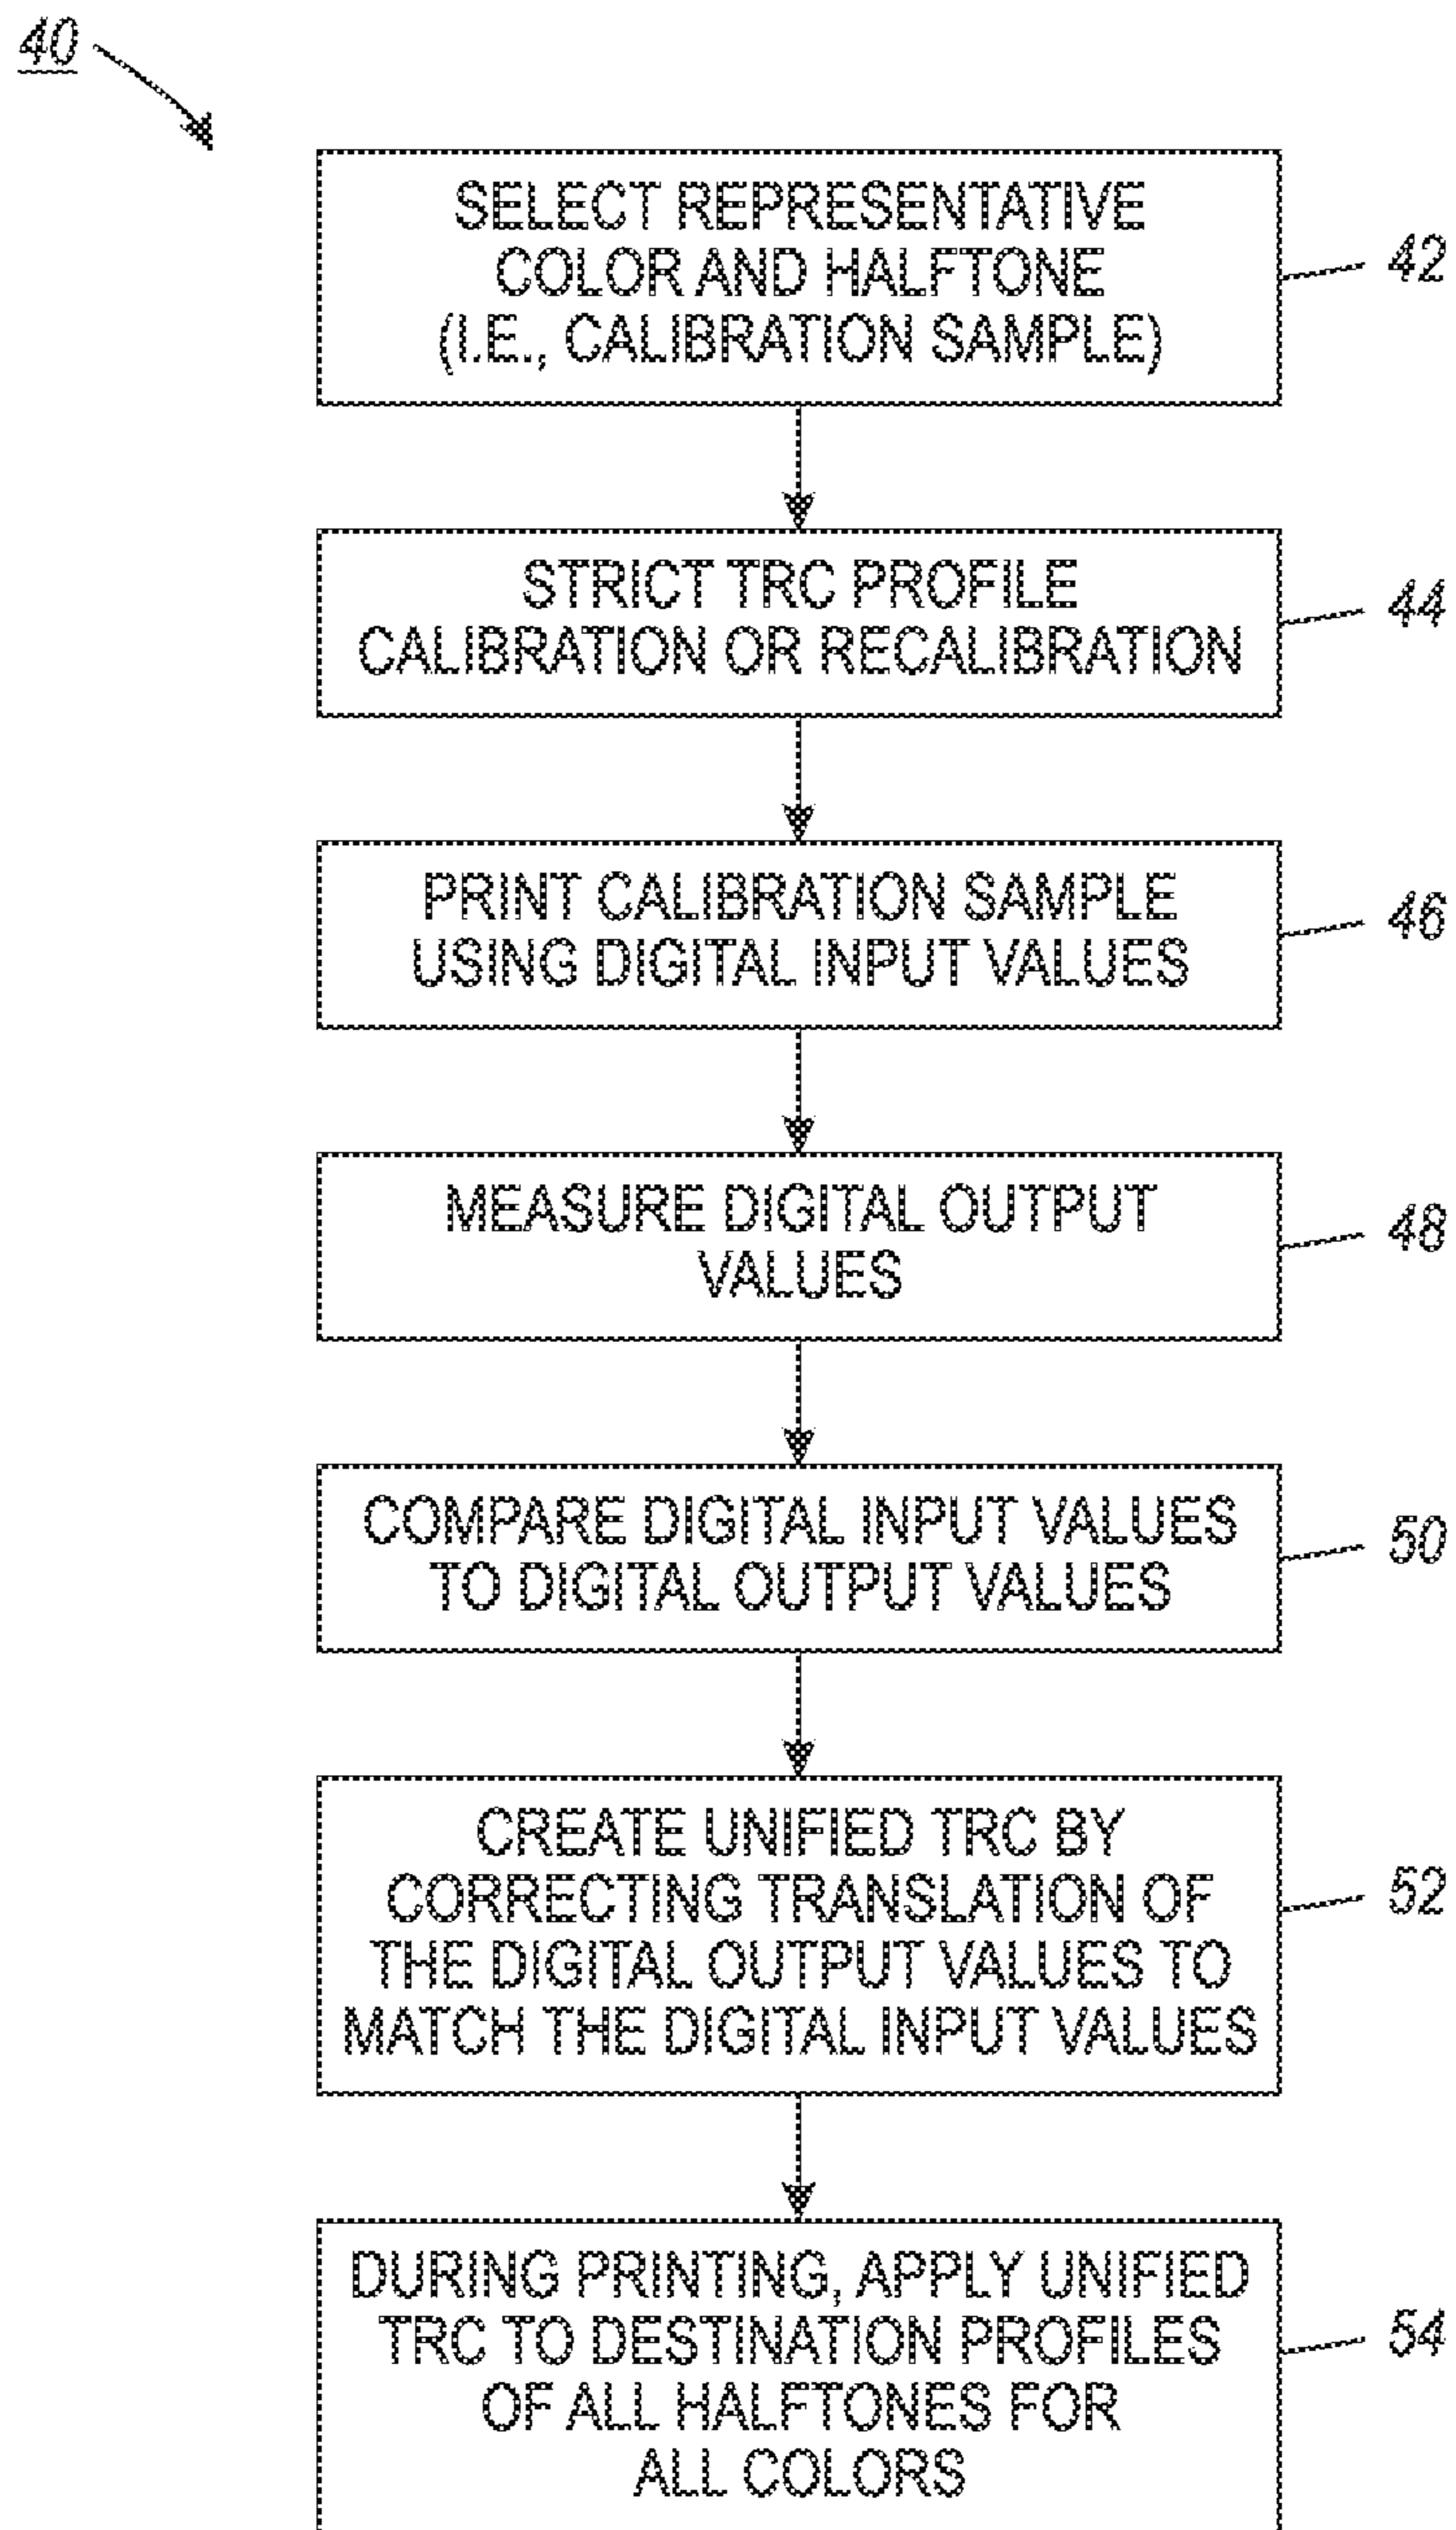 40
SELECT REPRESENTATIVE
COLOR AND HALFTONE
(I.E., CALIBRATION SAMPLE)
42
STRICT TRC PROFILE
CALIBRATION OR RECALIBRATION
44
PRINT CALIBRATION SAMPLE
USING DIGITAL INPUT VALUES
46
MEASURE DIGITAL OUTPUT
VALUES
48
COMPARE DIGITAL INPUT VALUES
TO DIGITAL OUTPUT VALUES
50
CREATE UNIFIED TRC BY
CORRECTING TRANSLATION OF
THE DIGITAL OUTPUT VALUES TO
MATCH THE DIGITAL INPUT VALUES
52
DURING PRINTING, APPLY UNIFIED
TRC TO DESTINATION PROFILES
OF ALL HALFTONES FOR
ALL COLORS
54